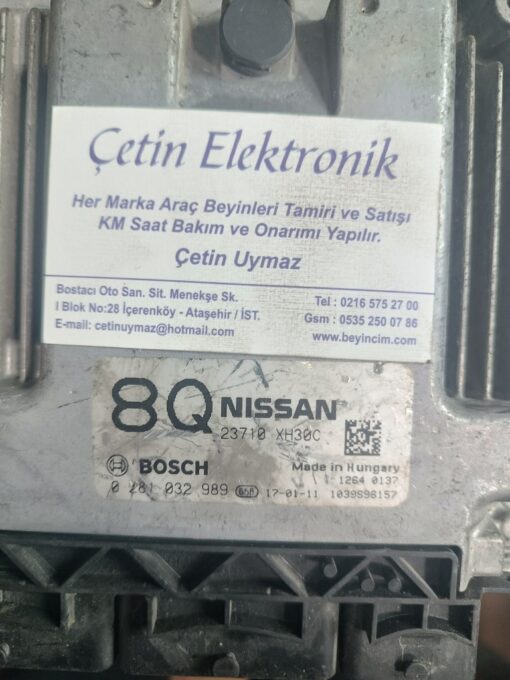 Çetin Elektronik
Her Marka Araç Beyinleri Tamiri ve Satışı
KM Saat Bakım ve Onarımı Yapılır.
Çetin Uymaz
Bostacı Oto San. Sit. Menekşe Sk.
I Blok No:28 İçerenköy - Ataşehir / İST.
E-mail: cetinuymaz@hotmail.com
Tel : 0216 575 27 00
Gsm : 0535 250 07 86
www.beyincim.com
8Q NISSAN
23710 XH30C
BOSCH
Made in Hungary
1264 0137
0 281 032 989
17-01-11 1039S98157